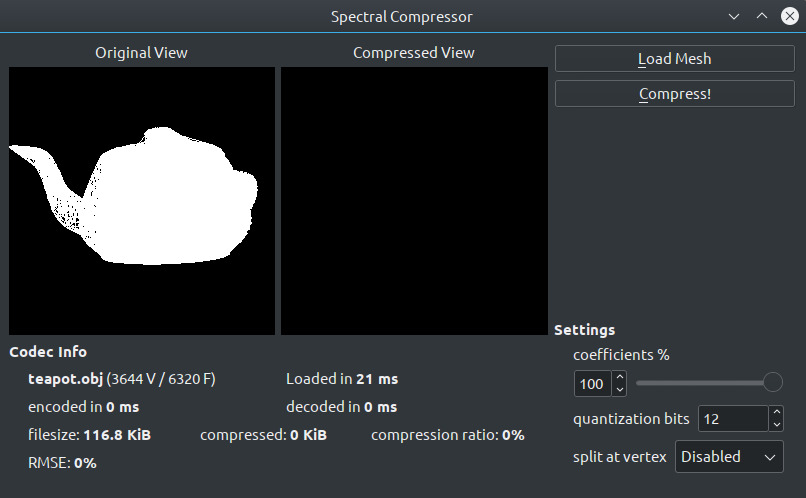 Spectral Compressor
Original View
Compressed View
Load Mesh
Compress!
Codec Info
teapot.obj (3644 V / 6320 F)
Loaded in 21 ms
encoded in 0 ms
decoded in 0 ms
filesize: 116.8 KiB
compressed: 0 KiB
compression ratio: 0%
RMSE: 0%
Settings
coefficients %
100
quantization bits 12
split at vertex Disabled